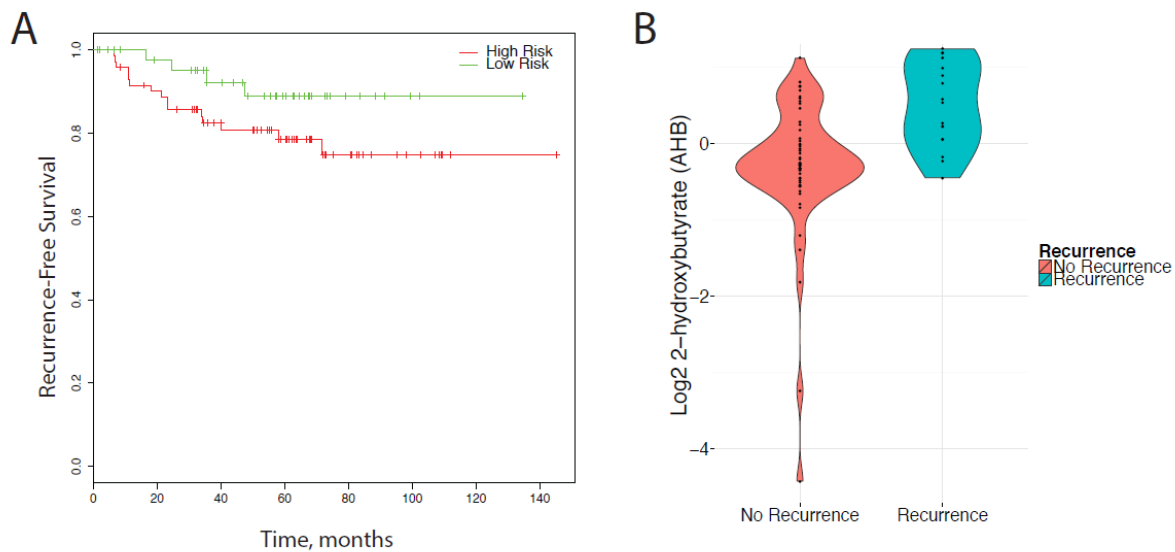 A
High Risk
Low Risk
Recurrence-Free Survival
1.0
0.8
0.6
0.4
0.2
0.0
0 20 40 60 80 100 120 140
Time, months
B
Log2 2-hydroxybutyrate (AHB)
0
-2
-4
No Recurrence Recurrence
Recurrence
No Recurrence
Recurrence